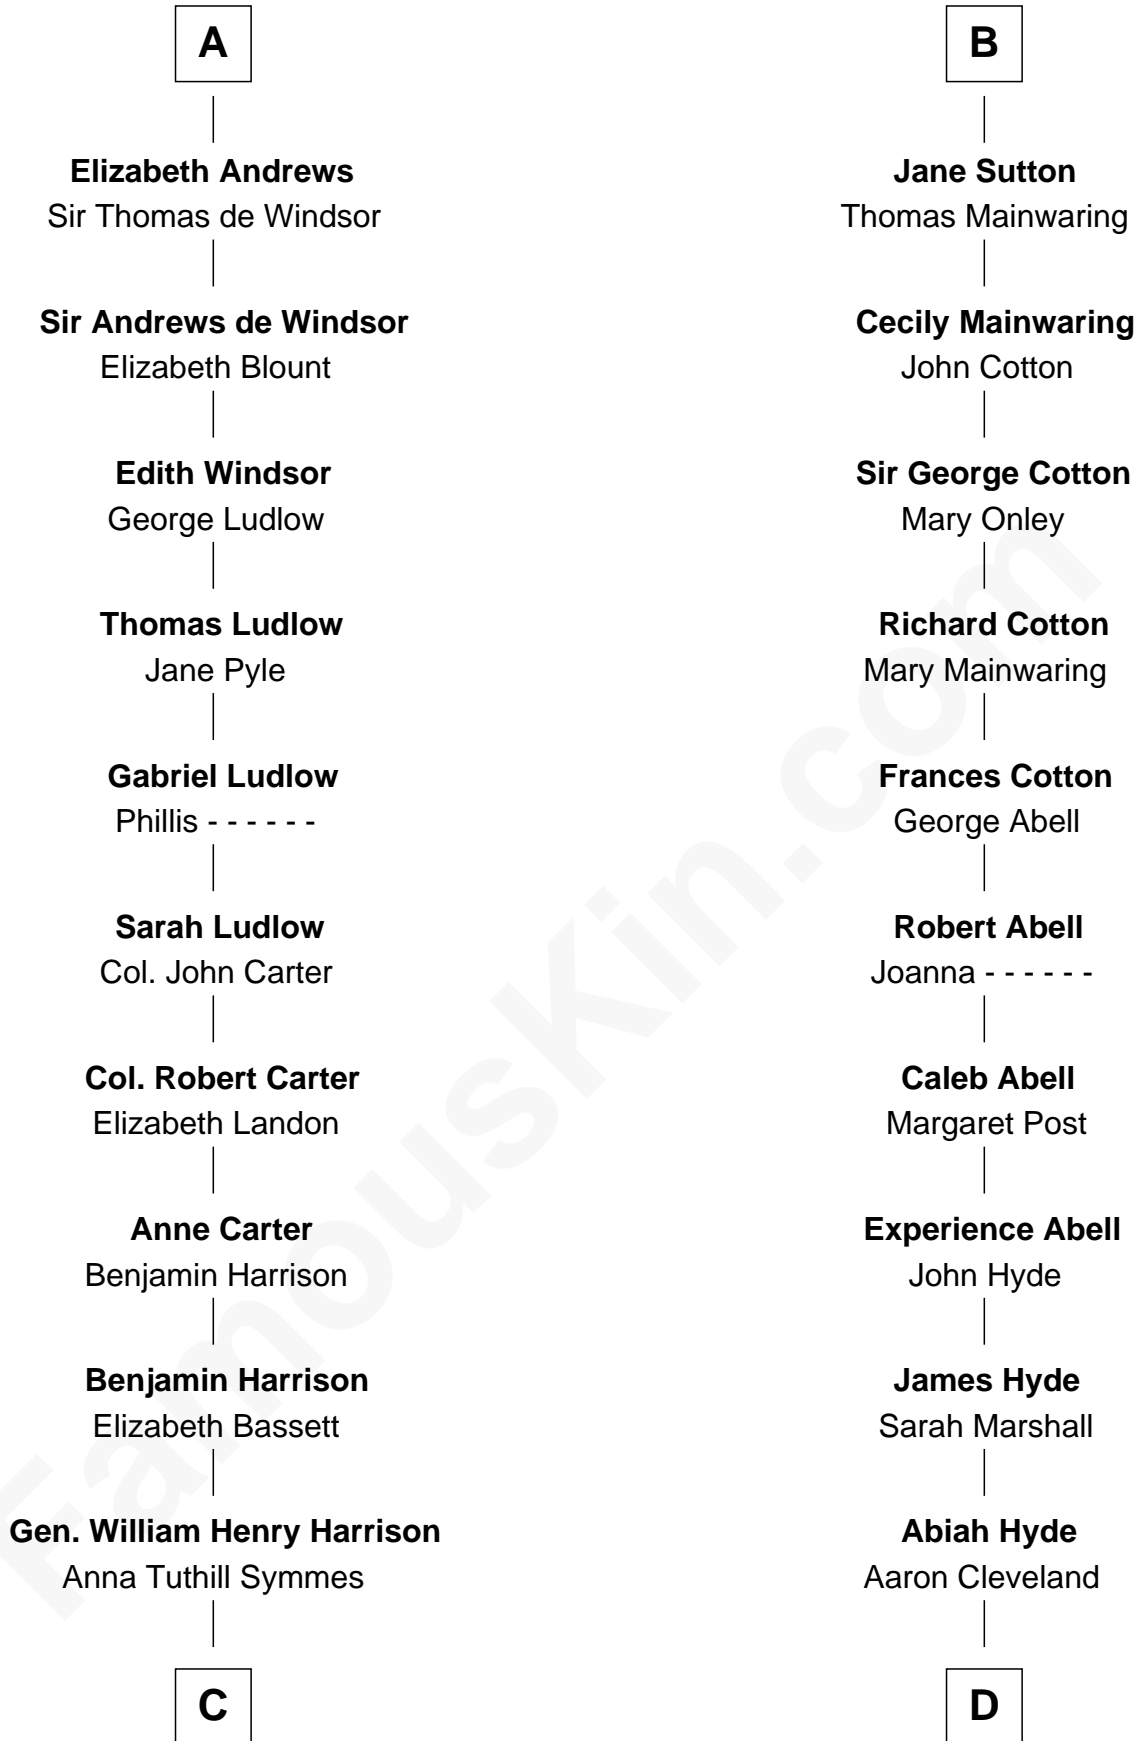 A
Elizabeth Andrews
Sir Thomas de Windsor
Sir Andrews de Windsor
Elizabeth Blount
Edith Windsor
George Ludlow
Thomas Ludlow
Jane Pyle
Gabriel Ludlow
Phillis - - - - - -
Sarah Ludlow
Col. John Carter
Col. Robert Carter
Elizabeth Landon
Anne Carter
Benjamin Harrison
Benjamin Harrison
Elizabeth Bassett
Gen. William Henry Harrison
Anna Tuthill Symmes
C
B
Jane Sutton
Thomas Mainwaring
Cecily Mainwaring
John Cotton
Sir George Cotton
Mary Onley
Richard Cotton
Mary Mainwaring
Frances Cotton
George Abell
Robert Abell
Joanna - - - - - -
Caleb Abell
Margaret Post
Experience Abell
John Hyde
James Hyde
Sarah Marshall
Abiah Hyde
Aaron Cleveland
D
FamousKin.com